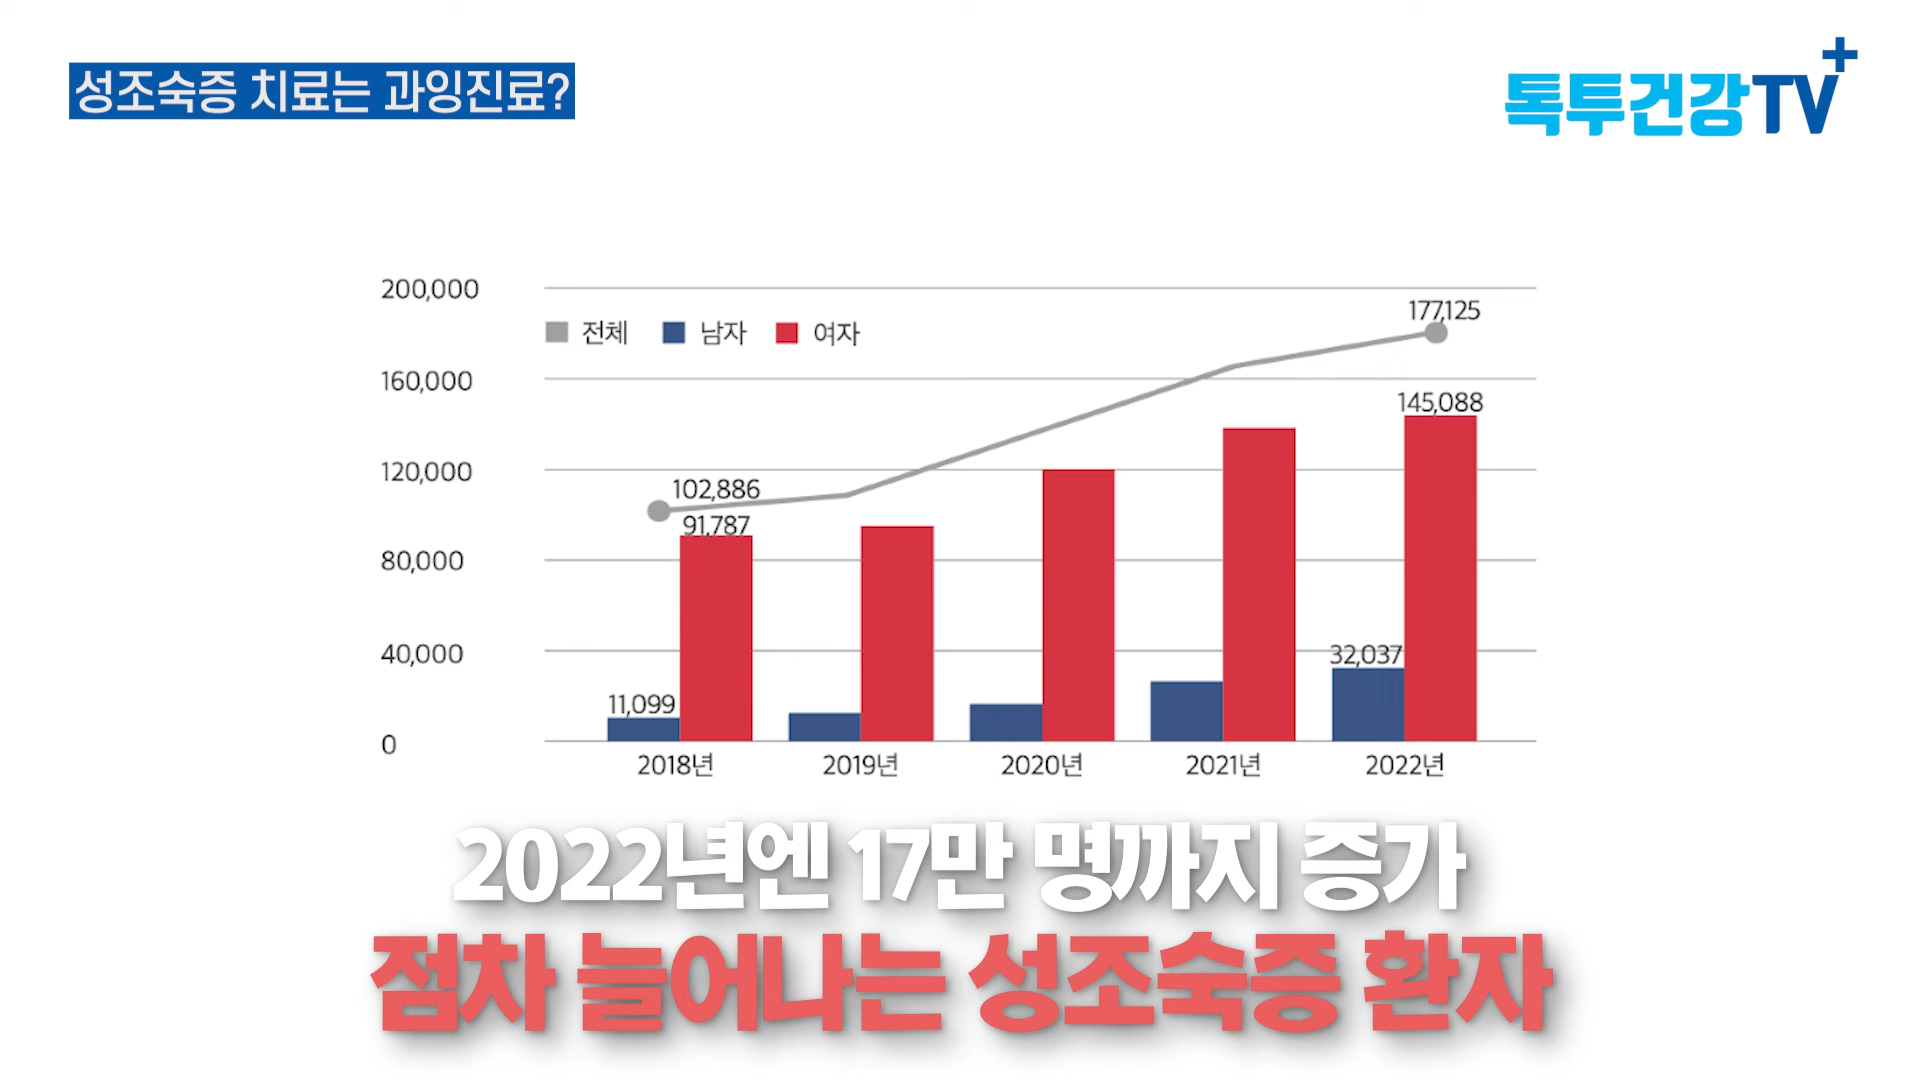 성조숙증 치료는 과잉진료?
톡투건강TV+
200,000
160,000
120,000
80,000
40,000
0
전체 남자 여자
177,125
145,088
102,886
91,787
32,037
11,099
2018년 2019년 2020년 2021년 2022년
2022년엔 17만 명까지 증가
점차 늘어나는 성조숙증 환자